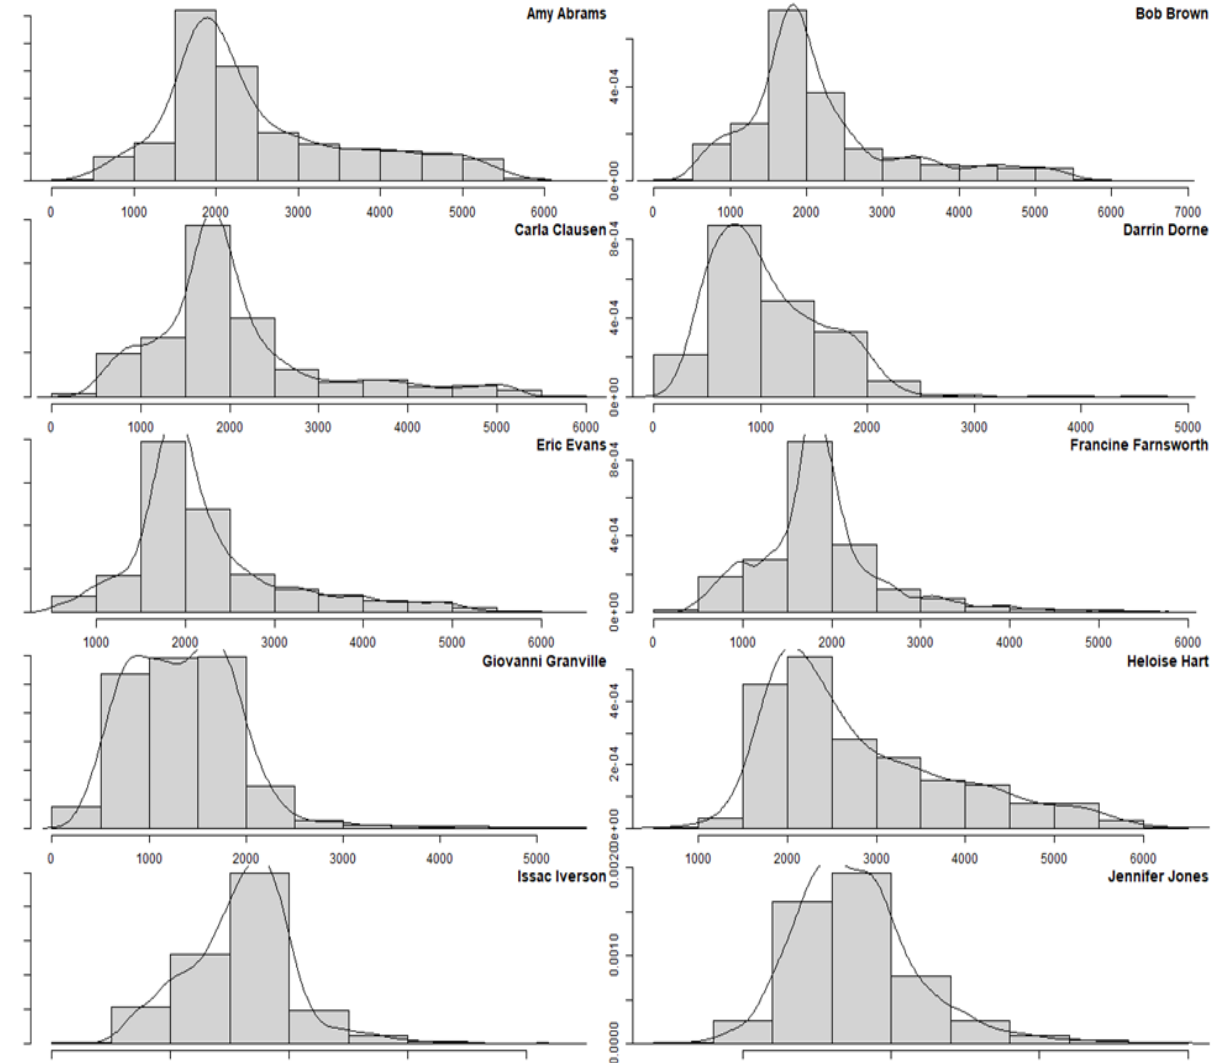 Amy Abrams
Bob Brown
0e+00 4e-04
0 1000 2000 3000 4000 5000 6000
0 1000 2000 3000 4000 5000 6000 7000
Carla Clausen
Darrin Dorne
0e+00 4e-04 8e-04
0 1000 2000 3000 4000 5000 6000
0 1000 2000 3000 4000 5000
Eric Evans
Francine Farnsworth
0e+00 4e-04 8e-04
1000 2000 3000 4000 5000 6000
0 1000 2000 3000 4000 5000 6000
Giovanni Granville
Heloise Hart
0e+00 2e-04 4e-04
0 1000 2000 3000 4000 5000
1000 2000 3000 4000 5000 6000
Issac Iverson
Jennifer Jones
0.0000 0.0010 0.0020